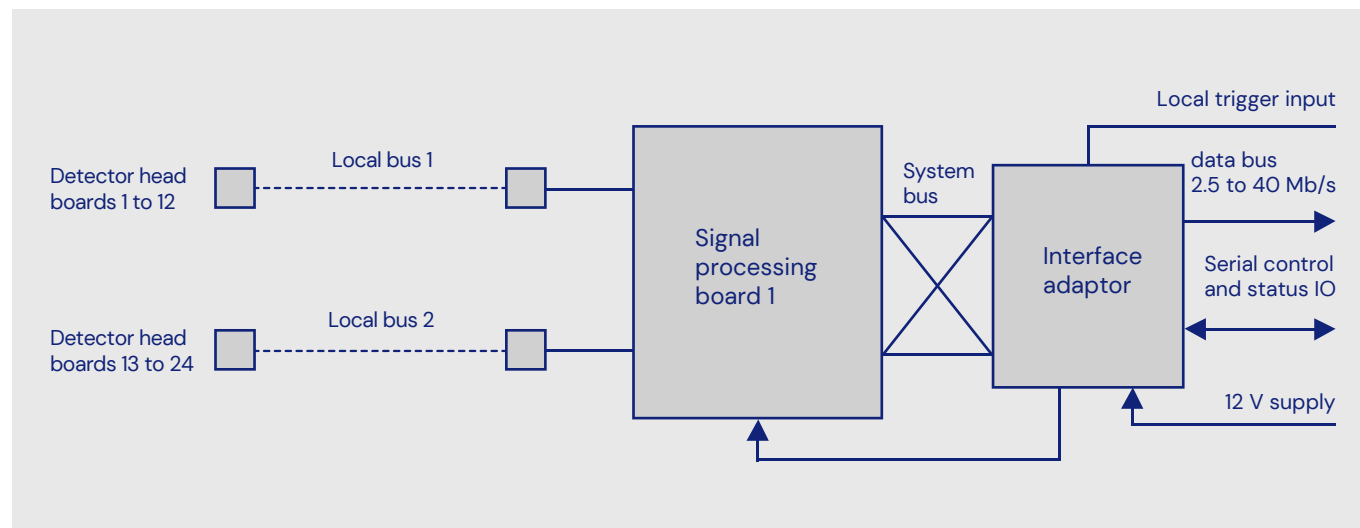 Local trigger input
Detector head
boards 1 to 12
Local bus 1
System
bus
data bus
2.5 to 40 Mb/s
Signal
processing
board 1
Interface
adaptor
Serial control
and status IO
Detector head
boards 13 to 24
Local bus 2
12 V supply